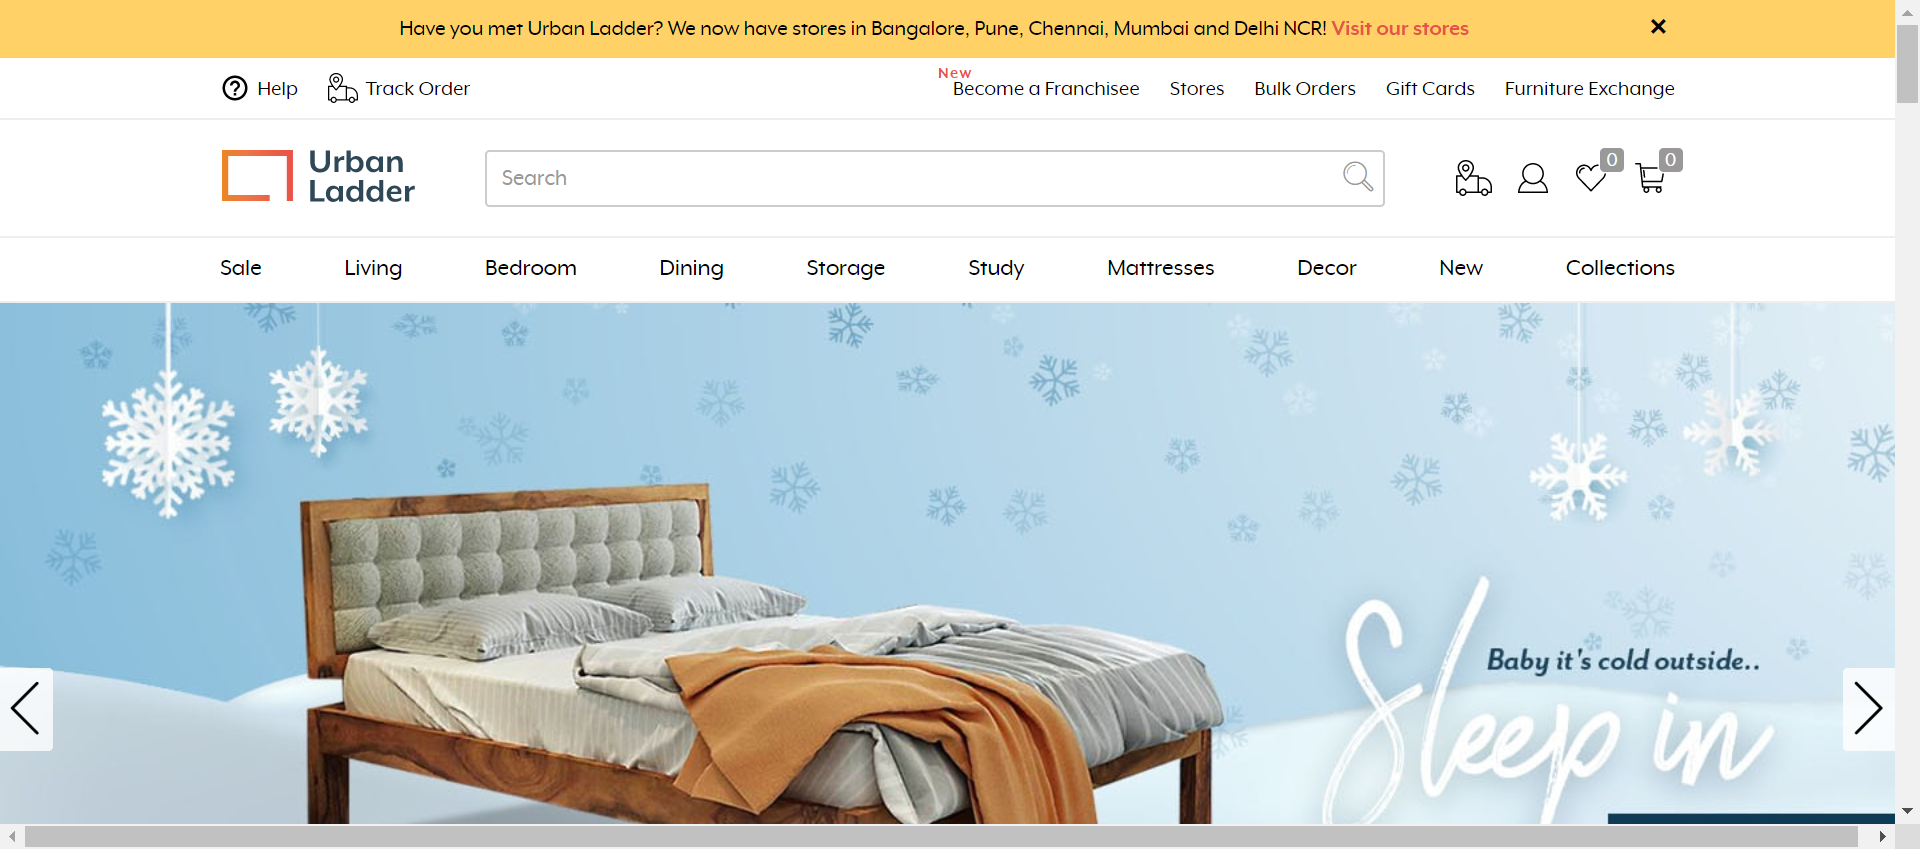 Have you met Urban Ladder? We now have stores in Bangalore, Pune, Chennai, Mumbai and Delhi NCR! Visit our stores
Help Track Order New Become a Franchisee Stores Bulk Orders Gift Cards Furniture Exchange
Urban
Ladder
Search
0
0
Sale Living Bedroom Dining Storage Study Mattresses Decor New Collections
Baby it's cold outside..
Sleep in